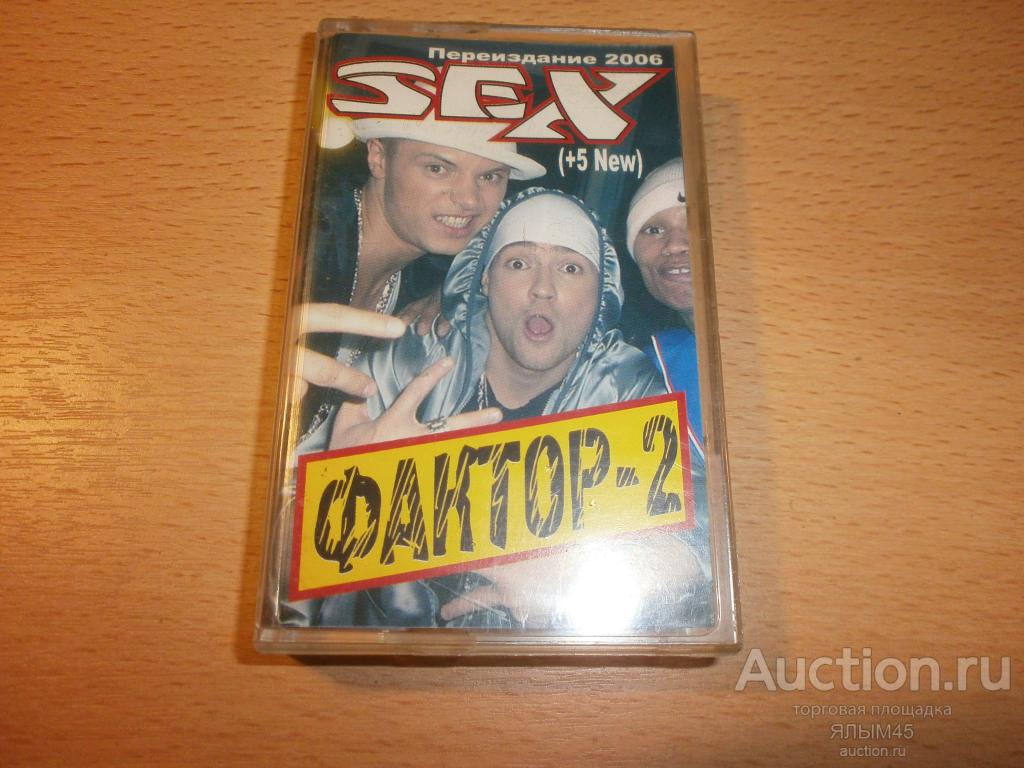 Переиздание 2006
SEX
(+5 New)
ФАКТОР-2
Auction.ru
торговая площадка
ЯЛЫМ45
auction.ru